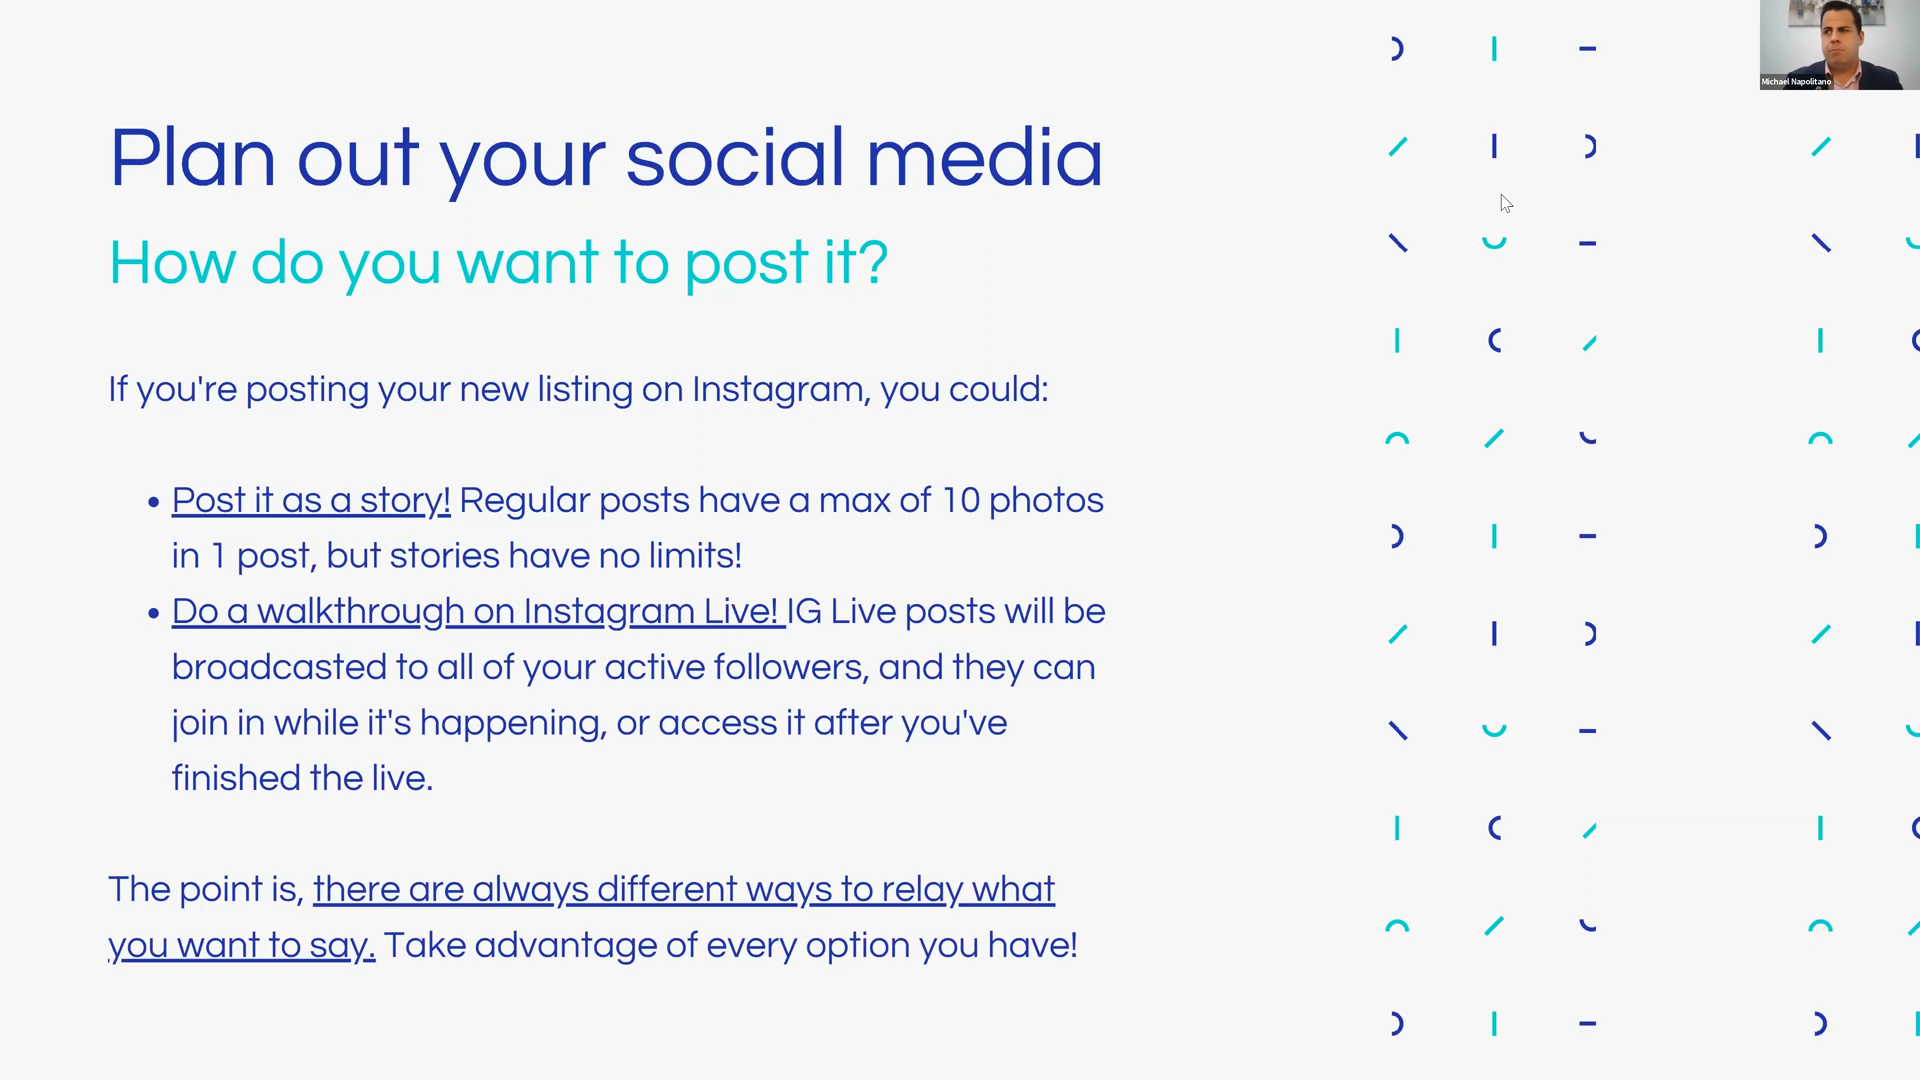 Michael Napolitano
Plan out your social media
How do you want to post it?
If you're posting your new listing on Instagram, you could:
• Post it as a story! Regular posts have a max of 10 photos
in 1 post, but stories have no limits!
• Do a walkthrough on Instagram Live! IG Live posts will be
broadcasted to all of your active followers, and they can
join in while it's happening, or access it after you've
finished the live.
The point is, there are always different ways to relay what
you want to say. Take advantage of every option you have!